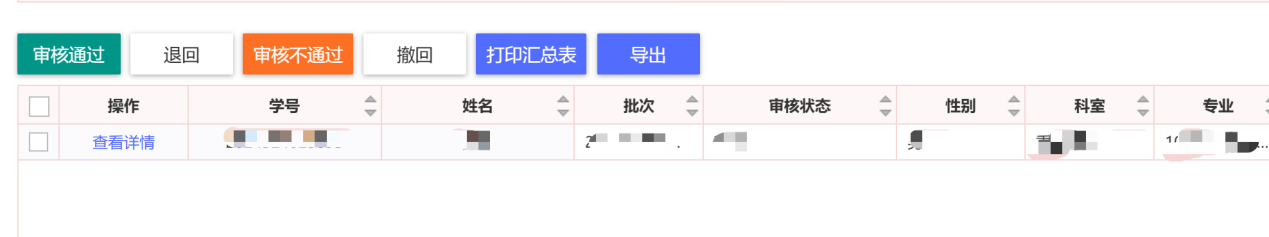 审核通过 退回 审核不通过 撤回 打印汇总表 导出
操作 学号 姓名 批次 审核状态 性别 科室 专业
查看详情